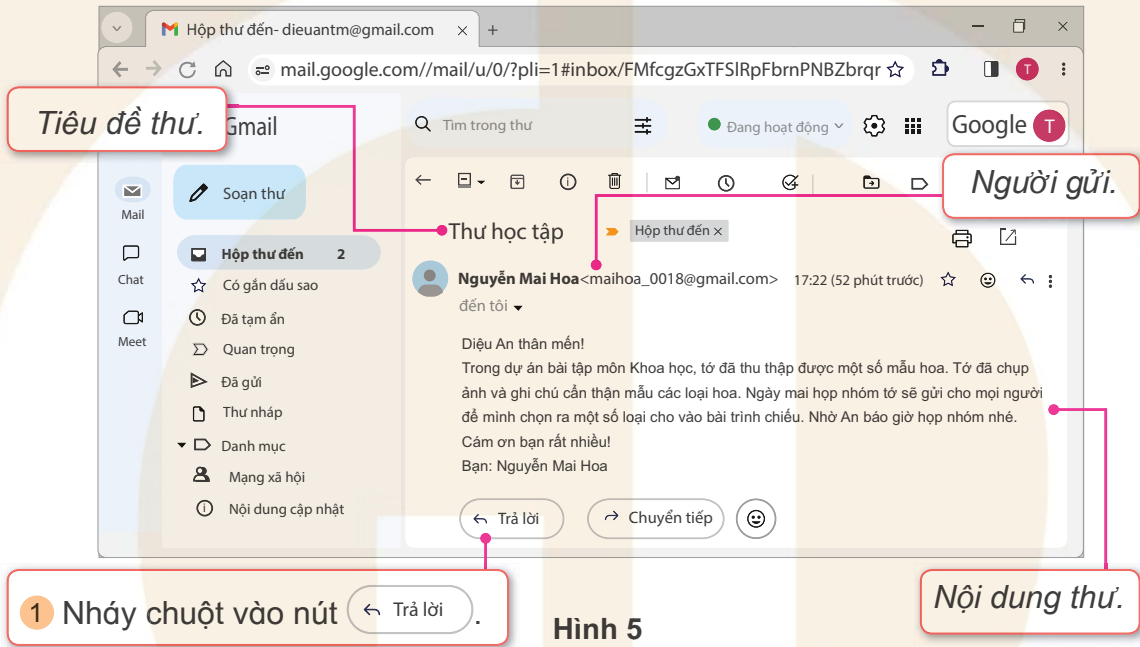 Hộp thư đến- dieuantm@gmail.com × +
mail.google.com//mail/u/0/?pli=1#inbox/FMfcgzGxTFSlRpFbrnPNBZbrqr
T
Tiêu đề thư.
Gmail
Tìm trong thư
Đang hoạt động
Google T
Người gửi.
Mail
Soạn thư
Chat
Meet
Hộp thư đến 2
Có gắn dấu sao
Đã tạm ẩn
Quan trọng
Đã gửi
Thư nháp
Danh mục
Mạng xã hội
Nội dung cập nhật
Thư học tập
Hộp thư đến ×
Nguyễn Mai Hoa<maihoa_0018@gmail.com> 17:22 (52 phút trước)
đến tôi
Diệu An thân mến!
Trong dự án bài tập môn Khoa học, tớ đã thu thập được một số mẫu hoa. Tớ đã chụp
ảnh và ghi chú cẩn thận mẫu các loại hoa. Ngày mai họp nhóm tớ sẽ gửi cho mọi người
để mình chọn ra một số loại cho vào bài trình chiếu. Nhờ An báo giờ họp nhóm nhé.
Cám ơn bạn rất nhiều!
Bạn: Nguyễn Mai Hoa
Trả lời
Chuyển tiếp
Nội dung thư.
1 Nháy chuột vào nút Trả lời .
Hình 5